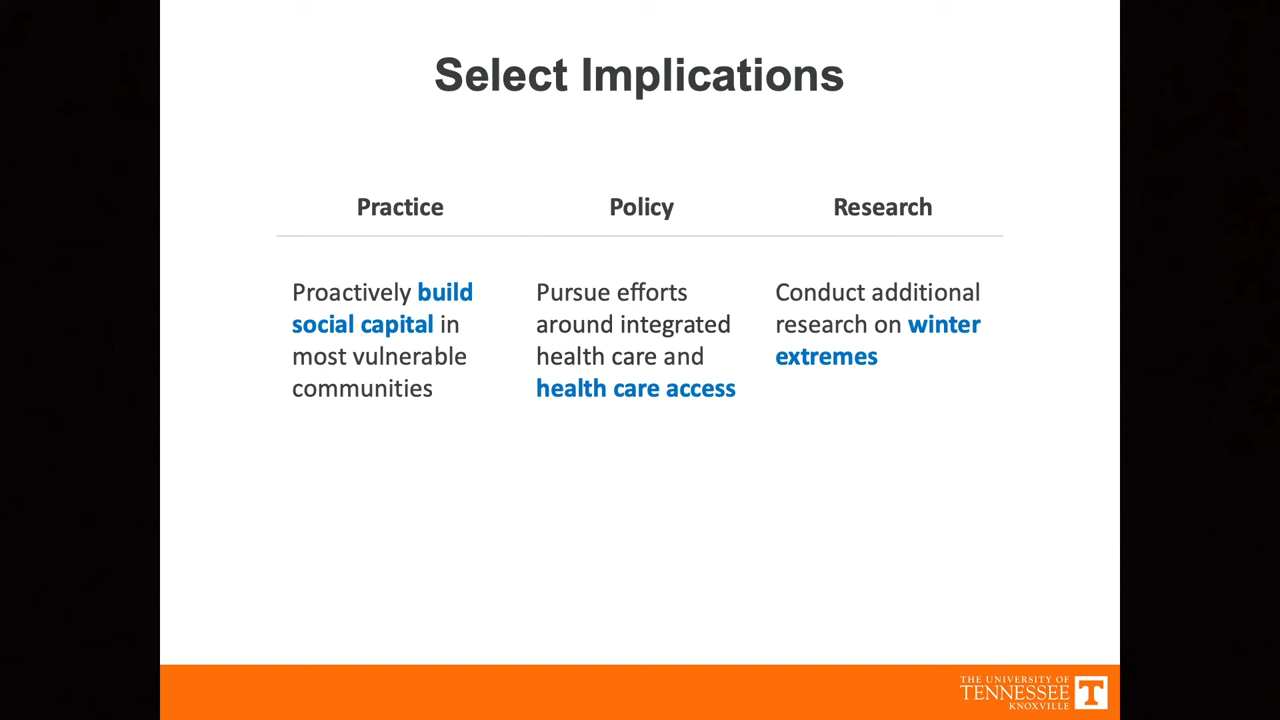 Select Implications
Practice
Policy
Research
Proactively build
social capital in
most vulnerable
communities
Pursue efforts
around integrated
health care and
health care access
Conduct additional
research on winter
extremes
THE UNIVERSITY OF
TENNESSEE
KNOXVILLE
T